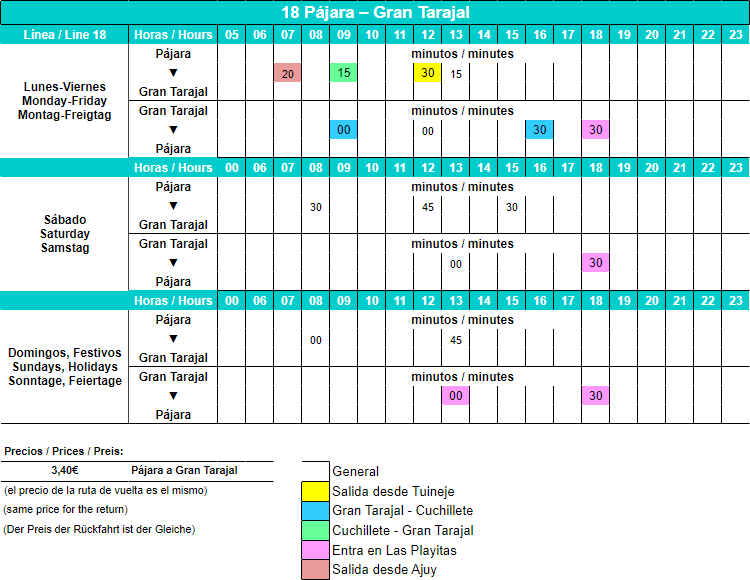 18 Pájara – Gran Tarajal
Línea / Line 18 Horas / Hours 05 06 07 08 09 10 11 12 13 14 15 16 17 18 19 20 21 22 23
Lunes-Viernes
Monday-Friday
Montag-Freigtag
Pájara minutos / minutes
▼ 20 15 30 15
Gran Tarajal
Gran Tarajal minutos / minutes
▼ 00 00 30 30
Pájara
Horas / Hours 00 06 07 08 09 10 11 12 13 14 15 16 17 18 19 20 21 22 23
Sábado
Saturday
Samstag
Pájara minutos / minutes
▼ 30 45 30
Gran Tarajal
Gran Tarajal minutos / minutes
▼ 00 30
Pájara
Horas / Hours 00 06 07 08 09 10 11 12 13 14 15 16 17 18 19 20 21 22 23
Domingos, Festivos
Sundays, Holidays
Sonntage, Feiertage
Pájara minutos / minutes
▼ 00 45
Gran Tarajal
Gran Tarajal minutos / minutes
▼ 00 30
Pájara
Precios / Prices / Preis:
3,40€ Pájara a Gran Tarajal
(el precio de la ruta de vuelta es el mismo)
(same price for the return)
(Der Preis der Rückfahrt ist der Gleiche)
General
Salida desde Tuineje
Gran Tarajal - Cuchillete
Cuchillete - Gran Tarajal
Entra en Las Playitas
Salida desde Ajuy